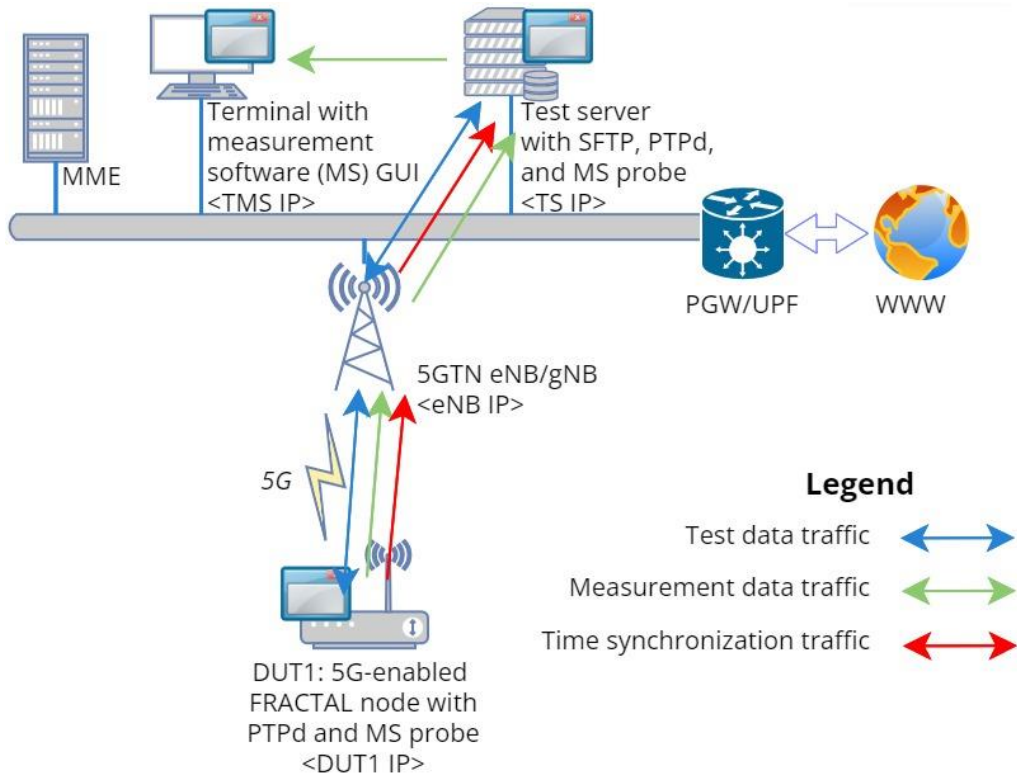 MME
Terminal with
measurement
software (MS) GUI
<TMS IP>
Test server
with SFTP, PTPd,
and MS probe
<TS IP>
PGW/UPF
WWW
5GTN eNB/gNB
<eNB IP>
5G
DUT1: 5G-enabled
FRACTAL node with
PTPd and MS probe
<DUT1 IP>
Legend
Test data traffic
Measurement data traffic
Time synchronization traffic